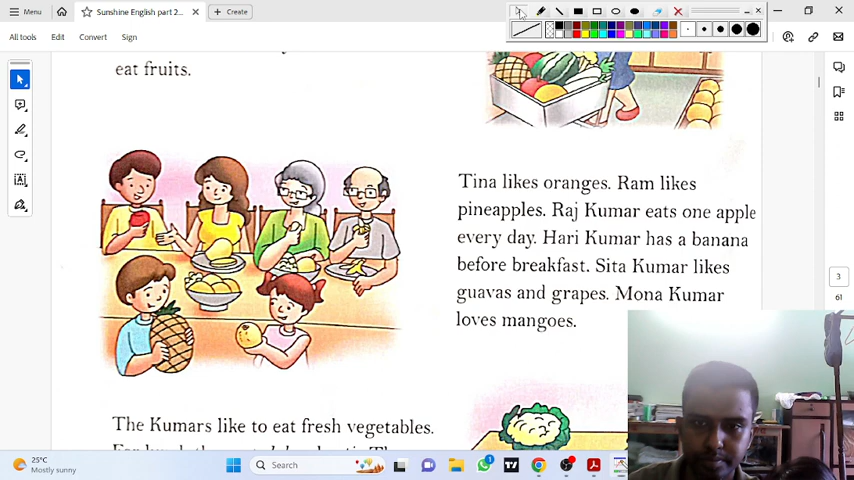 Sunshine English part 2...
Create
Menu
All tools
Edit
Convert
Sign
eat fruits.
Tina likes oranges. Ram likes
pineapples. Raj Kumar eats one apple
every day. Hari Kumar has a banana
before breakfast. Sita Kumar likes
guavas and grapes. Mona Kumar
loves mangoes.
The Kumars like to eat fresh vegetables.
3
61
25°C
Mostly sunny
Search
1